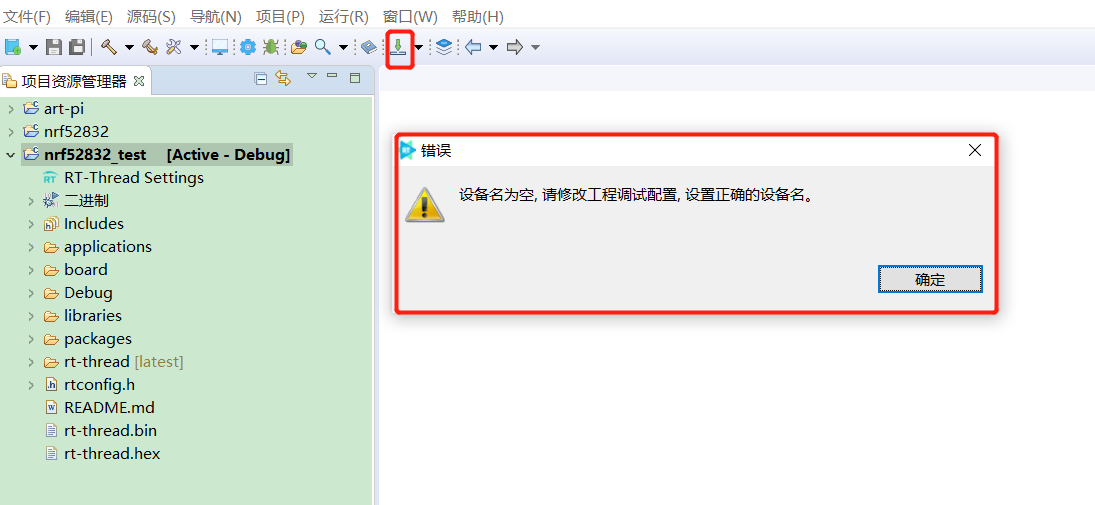 文件(F) 编辑(E) 源码(S) 导航(N) 项目(P) 运行(R) 窗口(W) 帮助(H)
项目资源管理器
art-pi
nrf52832
nrf52832_test [Active - Debug]
RT-Thread Settings
二进制
Includes
applications
board
Debug
libraries
packages
rt-thread [latest]
rtconfig.h
README.md
rt-thread.bin
rt-thread.hex
错误
设备名为空, 请修改工程调试配置, 设置正确的设备名。
确定